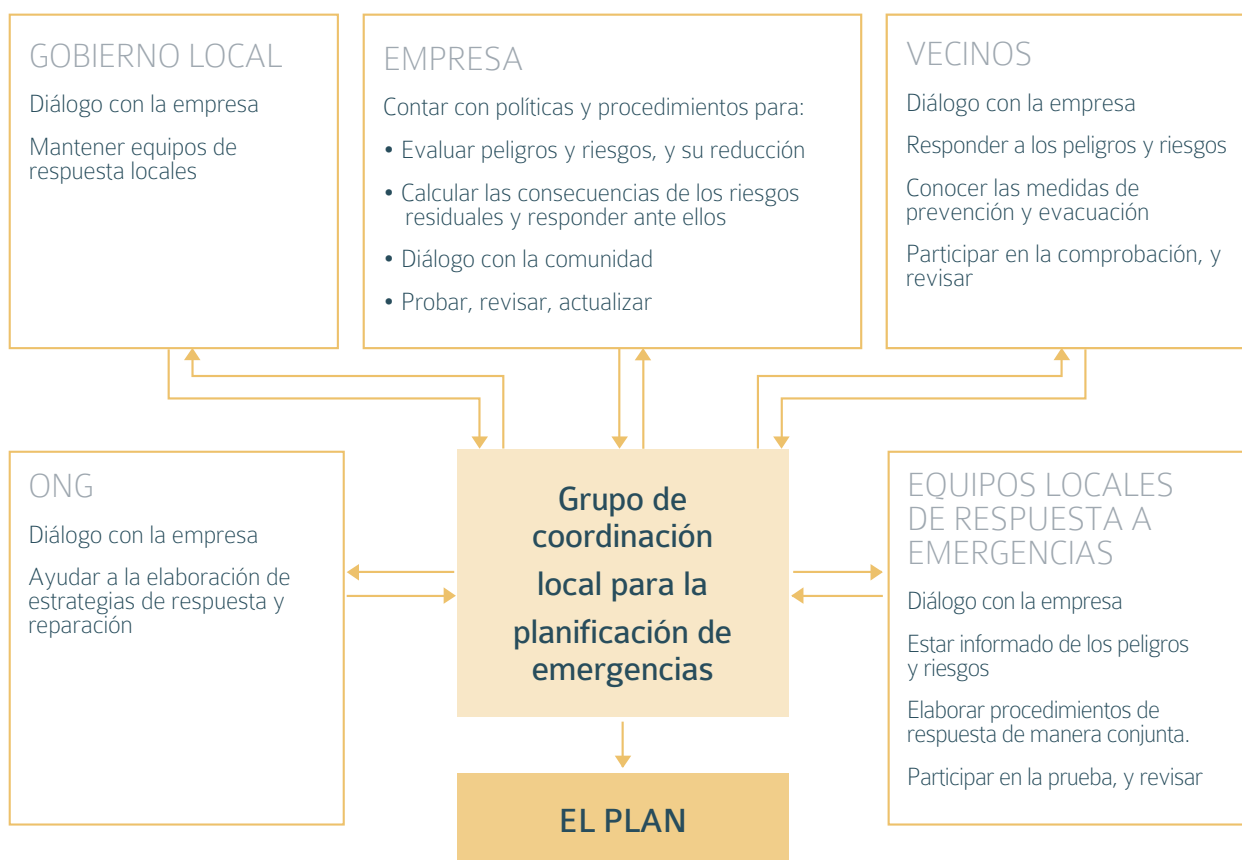 GOBIERNO LOCAL
Diálogo con la empresa
Mantener equipos de
respuesta locales
EMPRESA
Contar con políticas y procedimientos para:
• Evaluar peligros y riesgos, y su reducción
• Calcular las consecuencias de los riesgos
residuales y responder ante ellos
• Diálogo con la comunidad
• Probar, revisar, actualizar
VECINOS
Diálogo con la empresa
Responder a los peligros y riesgos
Conocer las medidas de
prevención y evacuación
Participar en la comprobación, y
revisar
ONG
Diálogo con la empresa
Ayudar a la elaboración de
estrategias de respuesta y
reparación
Grupo de
coordinación
local para la
planificación de
emergencias
EQUIPOS LOCALES
DE RESPUESTA A
EMERGENCIAS
Diálogo con la empresa
Estar informado de los peligros
y riesgos
Elaborar procedimientos de
respuesta de manera conjunta.
Participar en la prueba, y revisar
EL PLAN